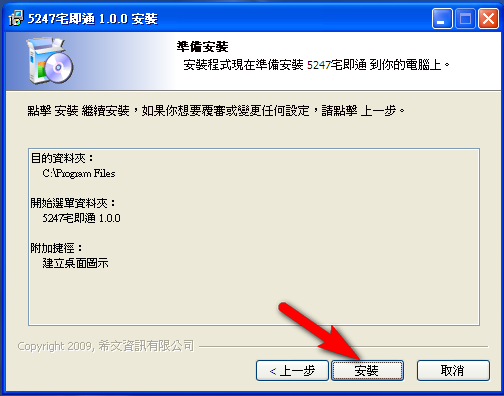 5247宅即通 1.0.0 安裝
準備安裝
安裝程式現在準備安裝 5247宅即通 到你的電腦上。
點擊 安裝 繼續安裝，如果你想要覆審或變更任何設定，請點擊 上一步。
目的資料夾：
C:\Program Files
開始選單資料夾：
5247宅即通 1.0.0
附加捷徑：
建立桌面圖示
Copyright 2009, 希文資訊有限公司
< 上一步 安裝 取消